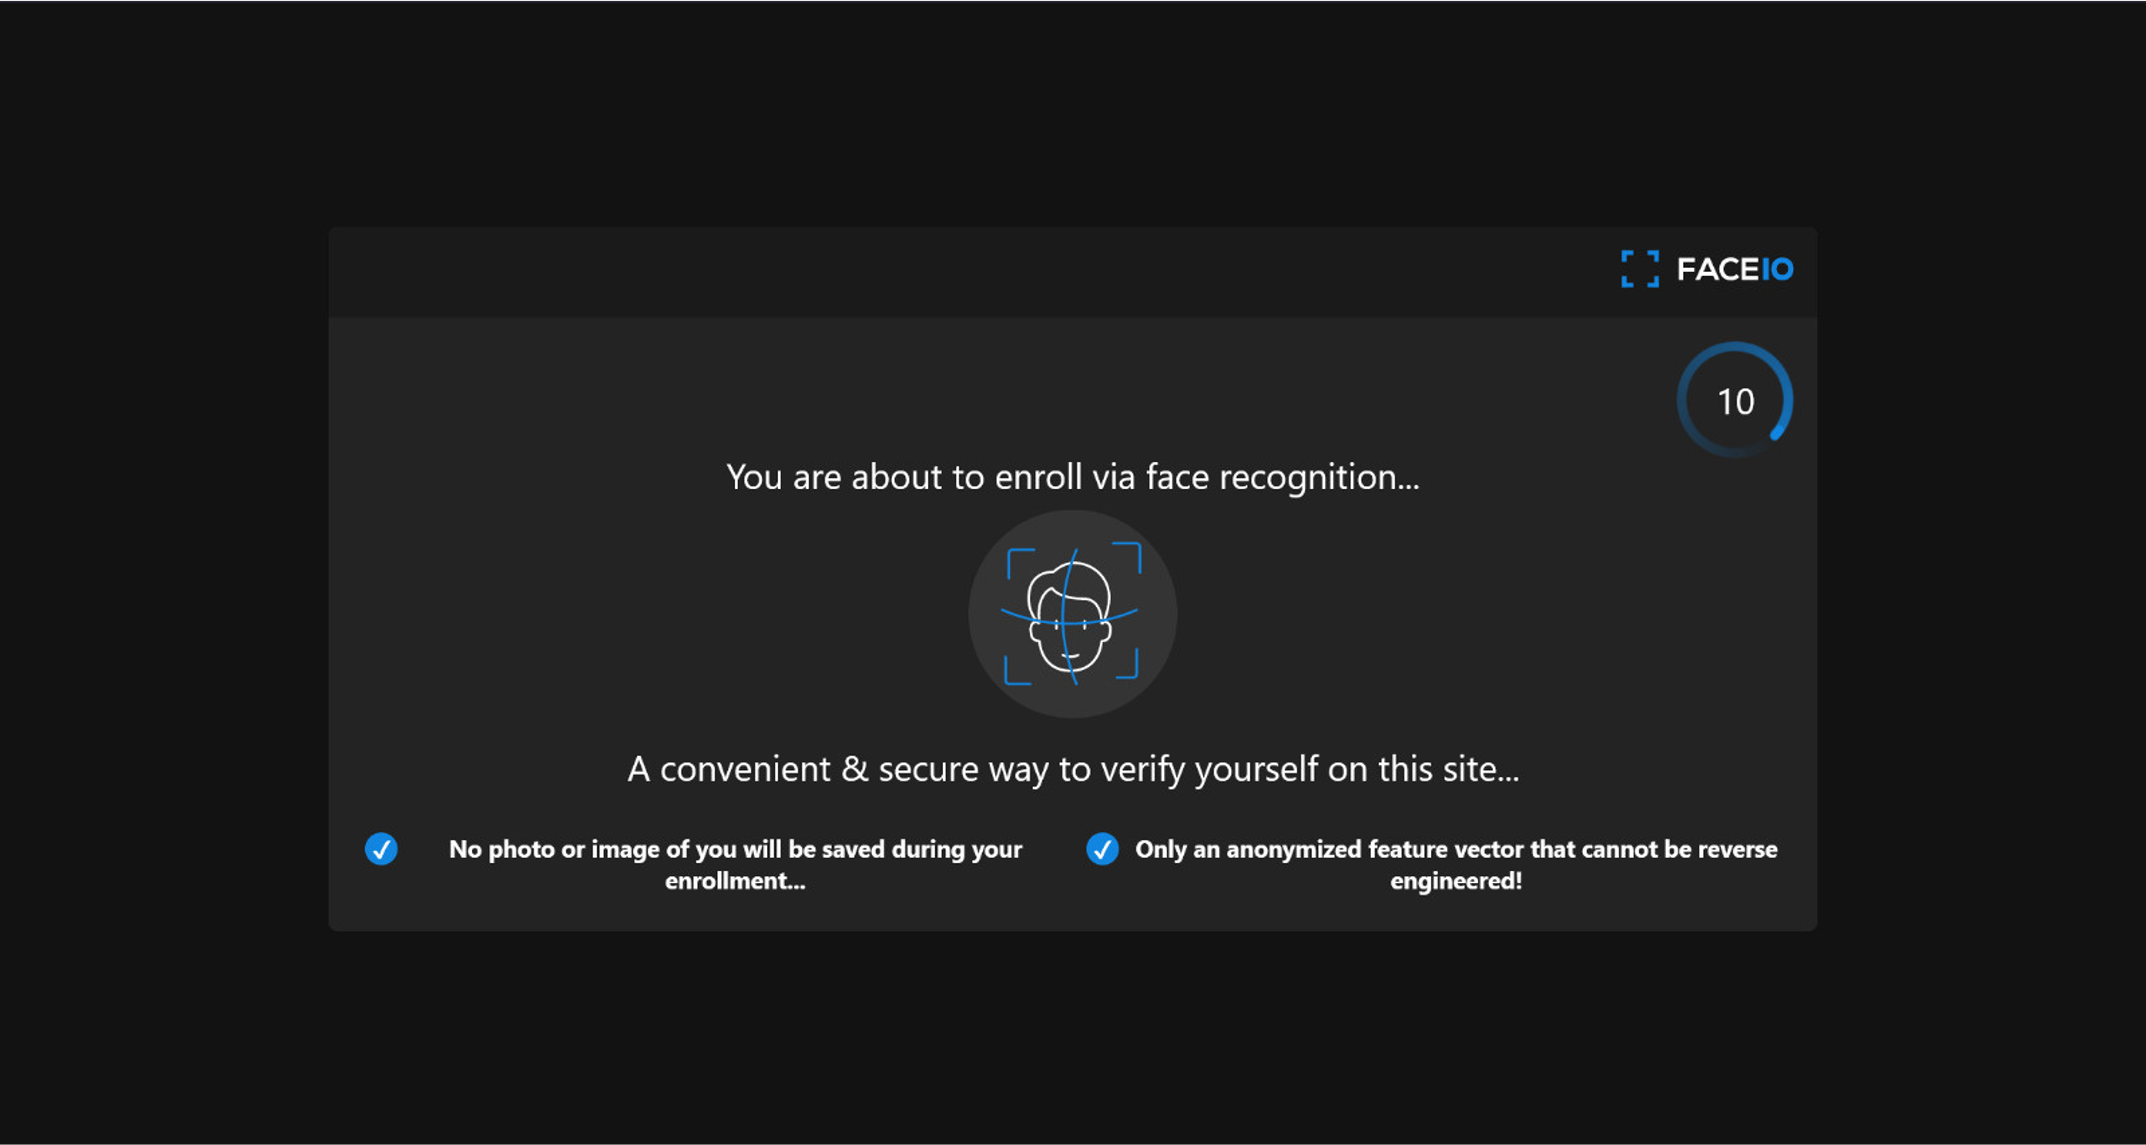 FACEIO
10
You are about to enroll via face recognition...
A convenient & secure way to verify yourself on this site...
No photo or image of you will be saved during your
enrollment...
Only an anonymized feature vector that cannot be reverse
engineered!